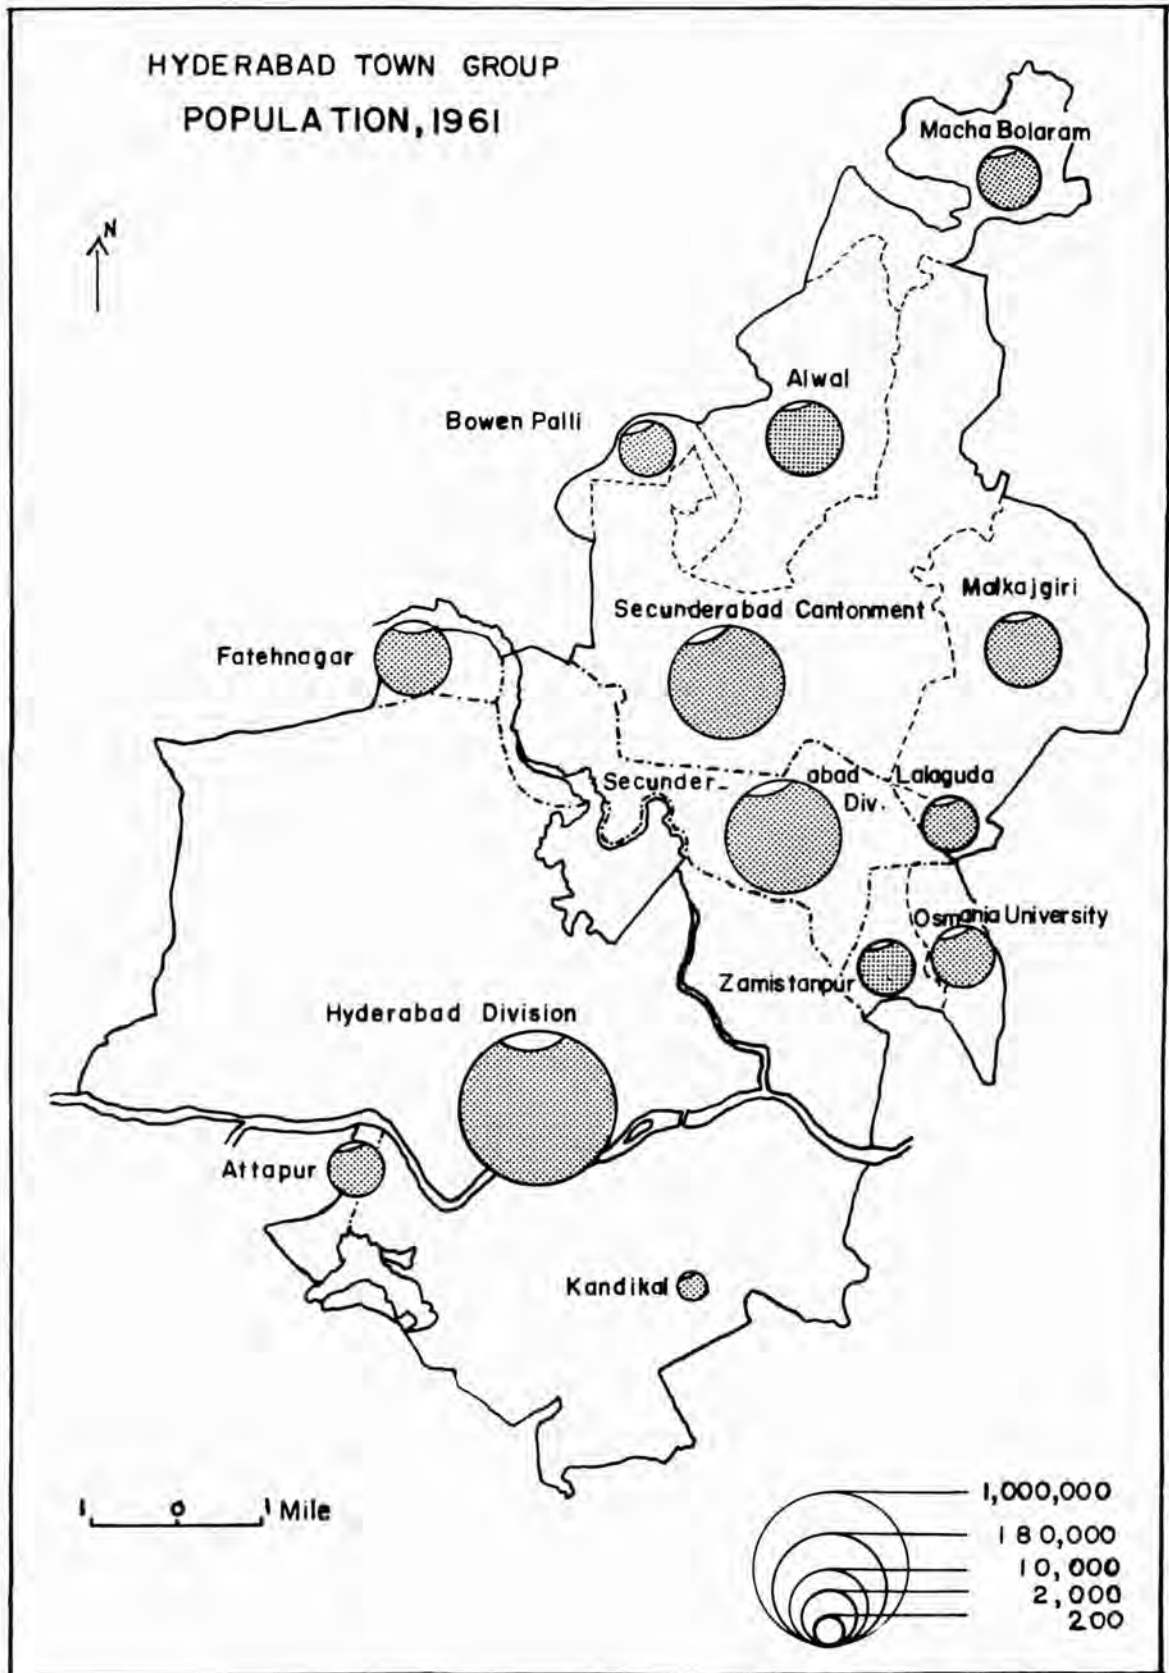 HYDERABAD TOWN GROUP
POPULATION, 1961
N
Macha Bolaram
Alwal
Bowen Palli
Malkajgiri
Secunderabad Cantonment
Fatehnagar
Secunder-
abad
Div.
Lalaguda
Osmania University
Zamistanpur
Hyderabad Division
Attapur
Kandikal
1 0 1 Mile
1,000,000
180,000
10,000
2,000
200